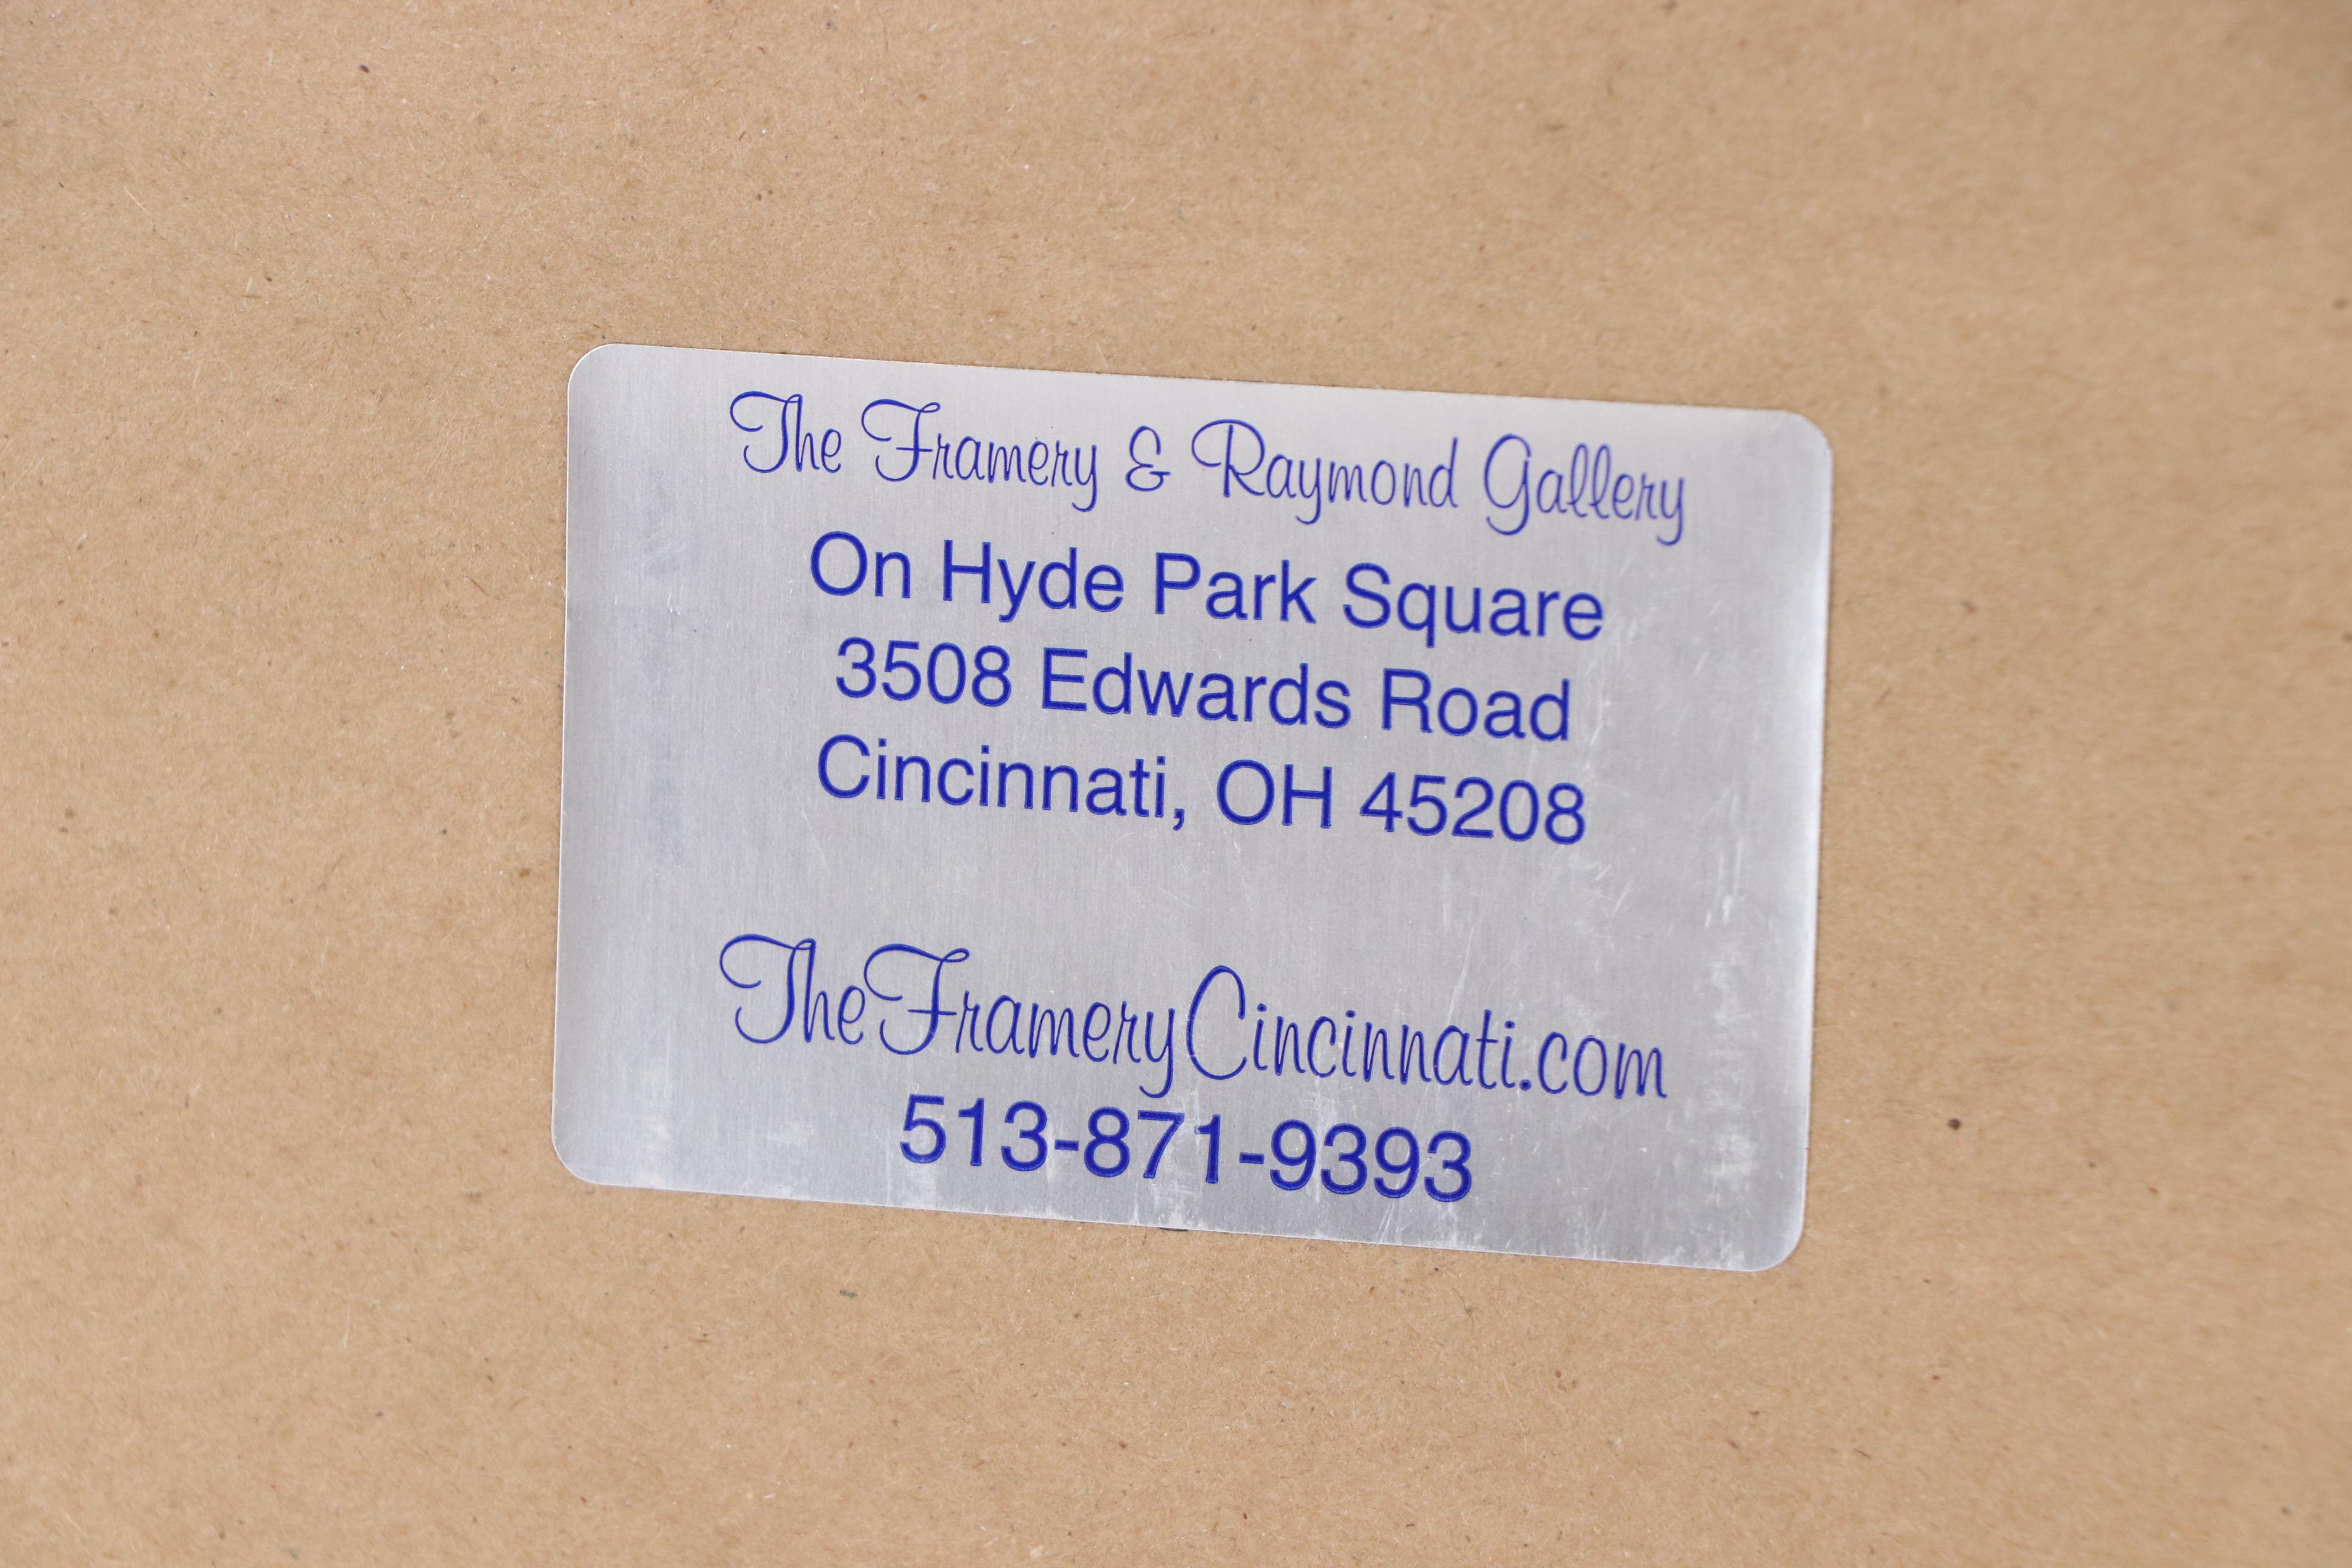 The Framery & Raymond Gallery
On Hyde Park Square
3508 Edwards Road
Cincinnati, OH 45208
TheFrameryCincinnati.com
513-871-9393